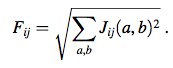 F_{ij} = \sqrt{\sum_{a,b} J_{ij}(a,b)^2} .